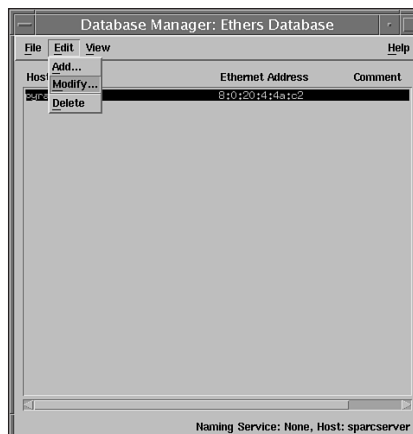 Database Manager: Ethers Database
File Edit View Help
Host Ethernet Address Comment
Add...
Modify...
pyra 8:0:20:4:4a:c2
Delete
Naming Service: None, Host: sparcserver